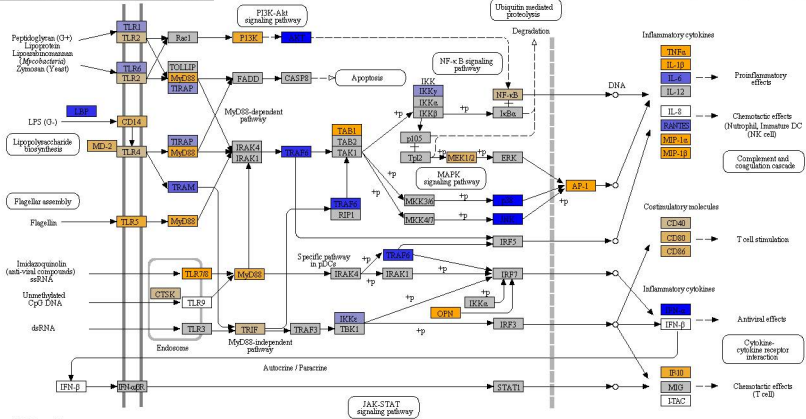 PI3K-Akt
signaling pathway
Ubiquitin mediated
proteolysis
Degradation
Peptidoglycan (G+)
Lipoprotein
Lipoarabinomannan
(Mycobacteria)
Zymosan (Yeast)
TLR1
TLR2
Rac1
PI3K
AKT
TLR6
TLR2
TOLLIP
MyD88
TIRAP
FADD
CASP8
Apoptosis
MyD88-dependent
pathway
NF-κB signaling
pathway
IKK
IKKγ
IKKα
IKKβ
+p
NF-κB
IκBα
+p
DNA
Inflammatory cytokines
TNFα
IL-1β
IL-6
IL-12
Proinflammatory
effects
IL-8
RANTES
MIP-1α
MIP-1β
Chemotactic effects
(Nutrophil, Immature DC
(NK cell)
Complement and
coagulation cascade
LBP
LPS (G-)
CD14
Lipopolysaccharide
biosynthesis
MD-2
TLR4
TIRAP
MyD88
TRAM
IRAK4
IRAK1
TRAF6
TAB1
TAB2
TAK1
TRAF6
RIP1
p105
Tpl2
+p
MEK1/2
+p
ERK
+p
MAPK
signaling pathway
+p
+p
MKK3/6
+p
MKK4/7
+p
AP-1
Flagellar assembly
Flagellin
TLR5
MyD88
Costimulatory molecules
CD40
CD80
CD86
T cell stimulation
IRF5
Imidazoquinolin
(anti-viral compounds)
ssRNA
TLR7/8
MyD88
Specific pathway
in pDCs
IRAK4
+p
IRAK1
TRAF6
+p
+p
IRF7
Unmethylated
CpG DNA
CTSK
TLR9
IKKα
+p
OPN
dsRNA
TLR3
TRIF
TRAF3
IKKε
TBK1
+p
+p
IRF3
Endosome
MyD88-independent
pathway
Inflammatory cytokines
IFN-β
Antiviral effects
Cytokine-
cytokine receptor
interaction
Autocrine / Paracrine
IFN-β
IFN-αβR
STAT1
JAK-STAT
signaling pathway
IP-10
MIG
I-TAC
Chemotactic effects
(T cell)